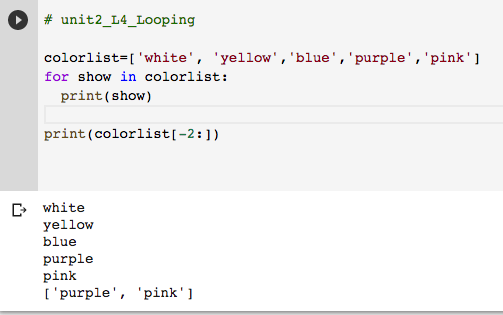 # unit2_L4_Looping
colorlist=['white', 'yellow','blue','purple','pink']
for show in colorlist:
  print(show)
print(colorlist[-2:])
white
yellow
blue
purple
pink
['purple', 'pink']